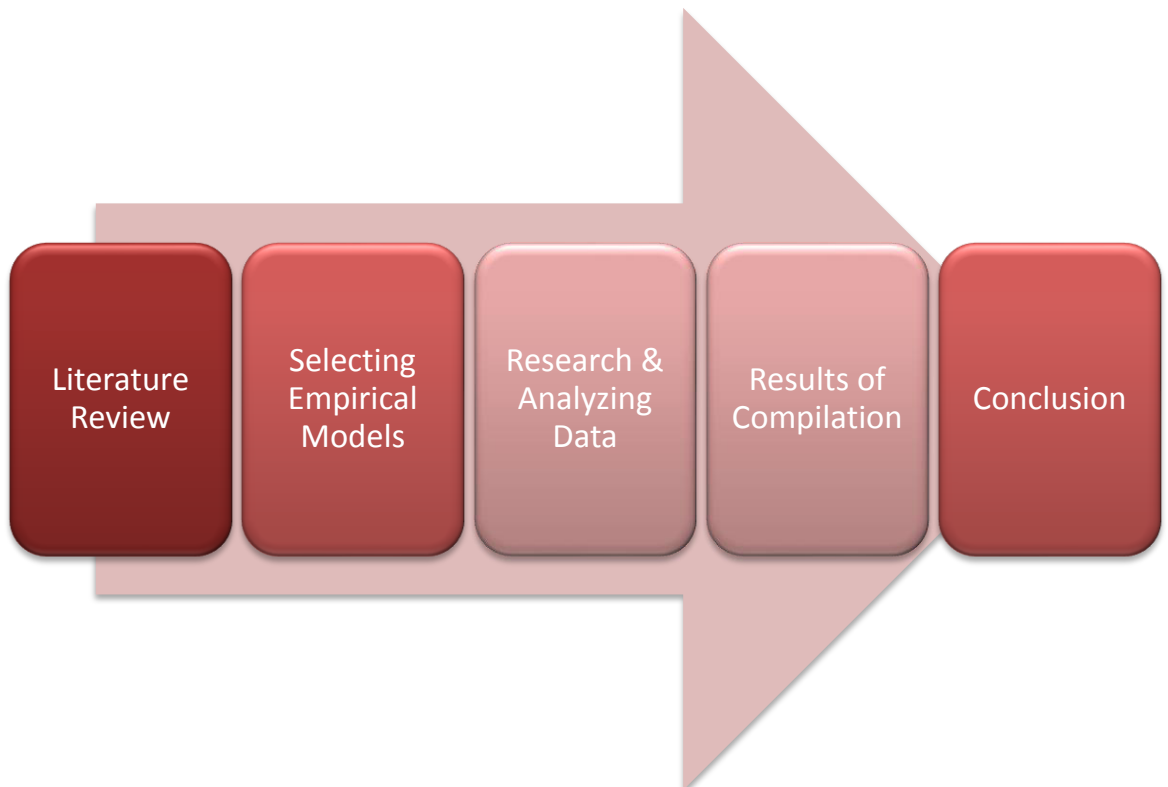 Literature
Review
Selecting
Empirical
Models
Research &
Analyzing
Data
Results of
Compilation
Conclusion